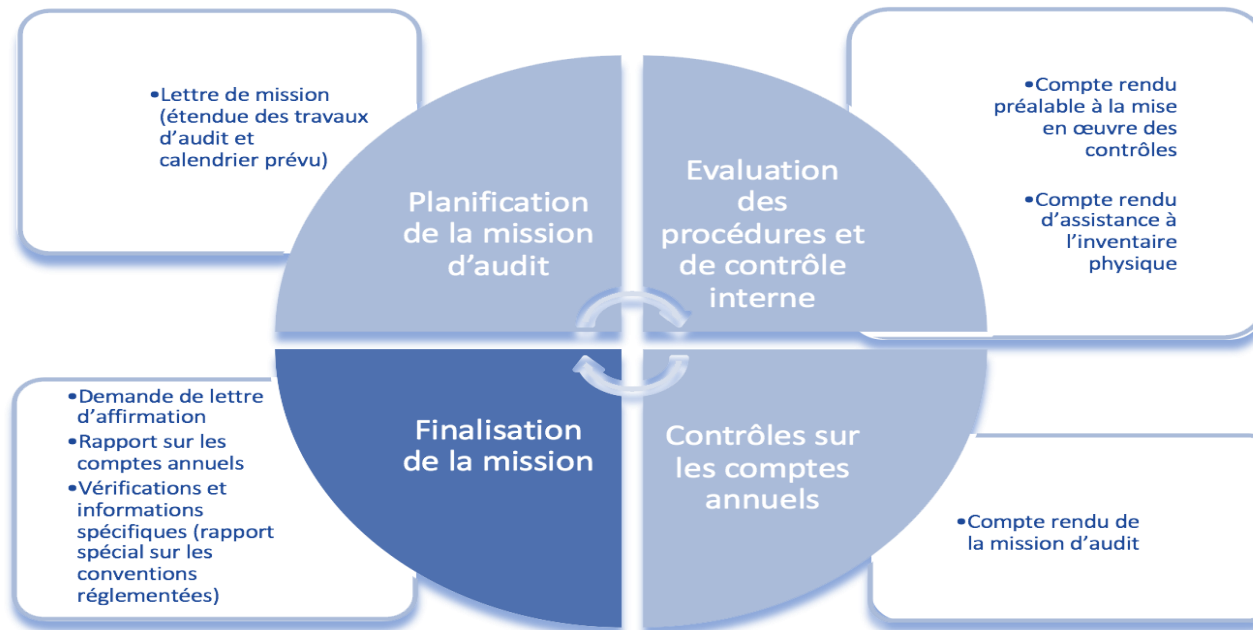 •Lettre de mission
(étendue des travaux
d'audit et
calendrier prévu)
Planification
de la mission
d'audit
Evaluation
des
procédures et
de contrôle
interne
•Compte rendu
préalable à la mise
en œuvre des
contrôles
•Compte rendu
d'assistance à
l'inventaire
physique
•Demande de lettre
d'affirmation
•Rapport sur les
comptes annuels
•Vérifications et
informations
spécifiques (rapport
spécial sur les
conventions
réglementées)
Finalisation
de la mission
Contrôles sur
les comptes
annuels
•Compte rendu de
la mission d'audit